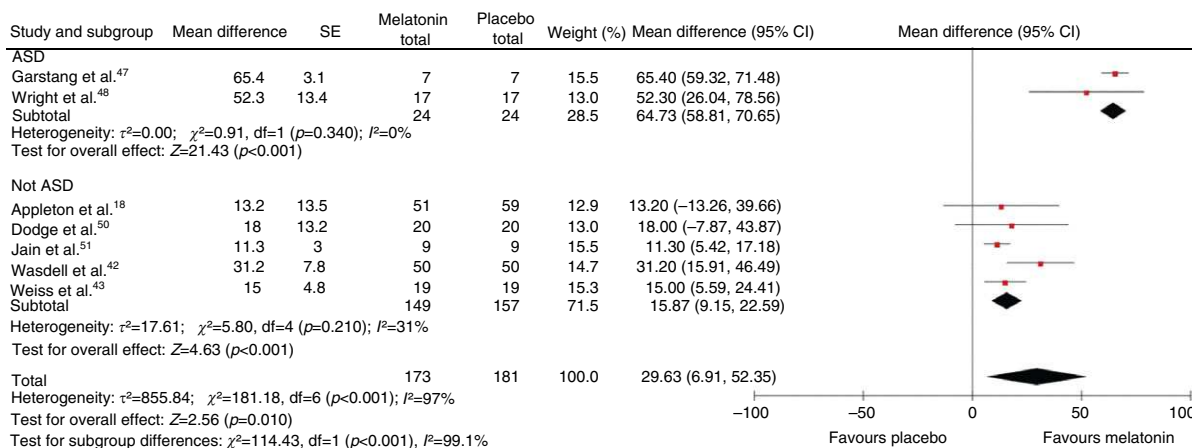 Study and subgroup Mean difference SE Melatonin total Placebo total Weight (%) Mean difference (95% CI) Mean difference (95% CI)
ASD
Garstang et al.47 65.4 3.1 7 7 15.5 65.40 (59.32, 71.48)
Wright et al.48 52.3 13.4 17 17 13.0 52.30 (26.04, 78.56)
Subtotal 24 24 28.5 64.73 (58.81, 70.65)
Heterogeneity: τ²=0.00; χ²=0.91, df=1 (p=0.340); I²=0%
Test for overall effect: Z=21.43 (p<0.001)
Not ASD
Appleton et al.18 13.2 13.5 51 59 12.9 13.20 (–13.26, 39.66)
Dodge et al.50 18 13.2 20 20 13.0 18.00 (–7.87, 43.87)
Jain et al.51 11.3 3 9 9 15.5 11.30 (5.42, 17.18)
Wasdell et al.42 31.2 7.8 50 50 14.7 31.20 (15.91, 46.49)
Weiss et al.43 15 4.8 19 19 15.3 15.00 (5.59, 24.41)
Subtotal 149 157 71.5 15.87 (9.15, 22.59)
Heterogeneity: τ²=17.61; χ²=5.80, df=4 (p=0.210); I²=31%
Test for overall effect: Z=4.63 (p<0.001)
Total 173 181 100.0 29.63 (6.91, 52.35)
Heterogeneity: τ²=855.84; χ²=181.18, df=6 (p<0.001); I²=97%
Test for overall effect: Z=2.56 (p=0.010)
Test for subgroup differences: χ²=114.43, df=1 (p<0.001), I²=99.1%
–100 –50 0 50 100
Favours placebo Favours melatonin